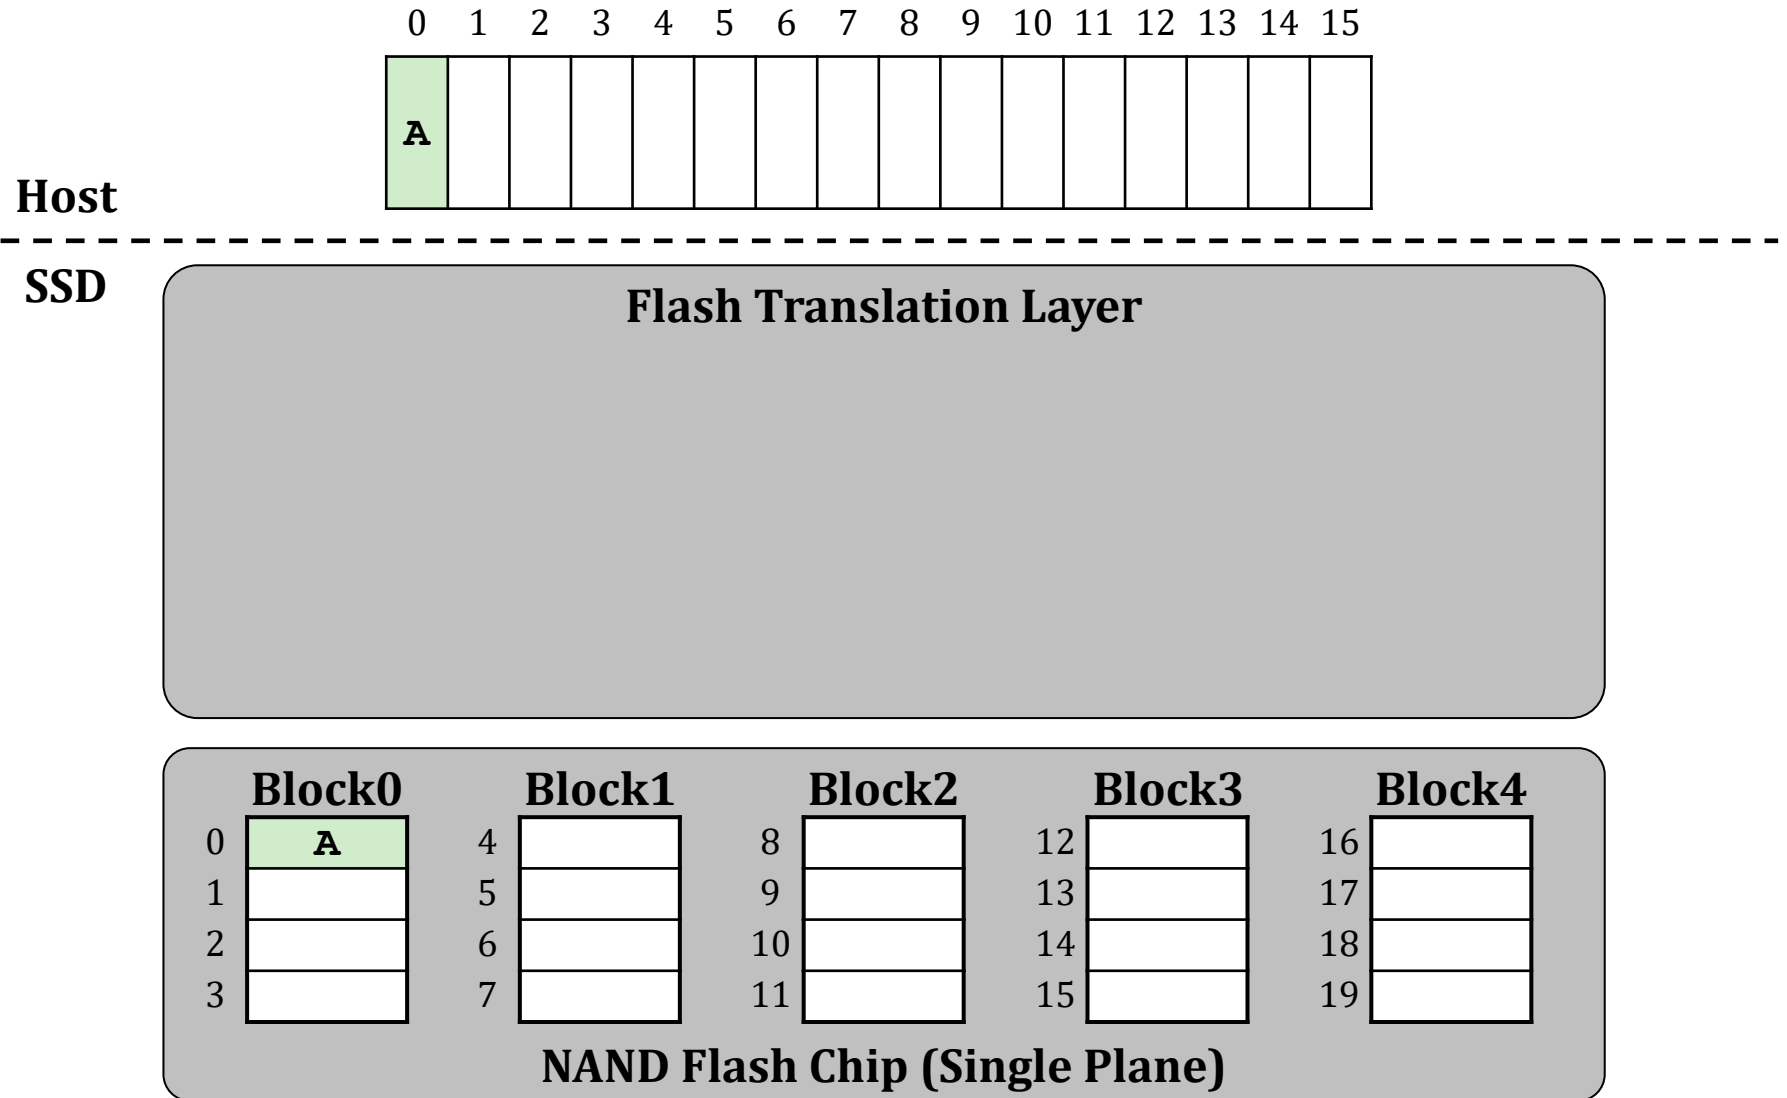 0 1 2 3 4 5 6 7 8 9 10 11 12 13 14 15
A
Host
SSD
Flash Translation Layer
Block0 Block1 Block2 Block3 Block4
0 A 4 8 12 16
1 5 9 13 17
2 6 10 14 18
3 7 11 15 19
NAND Flash Chip (Single Plane)